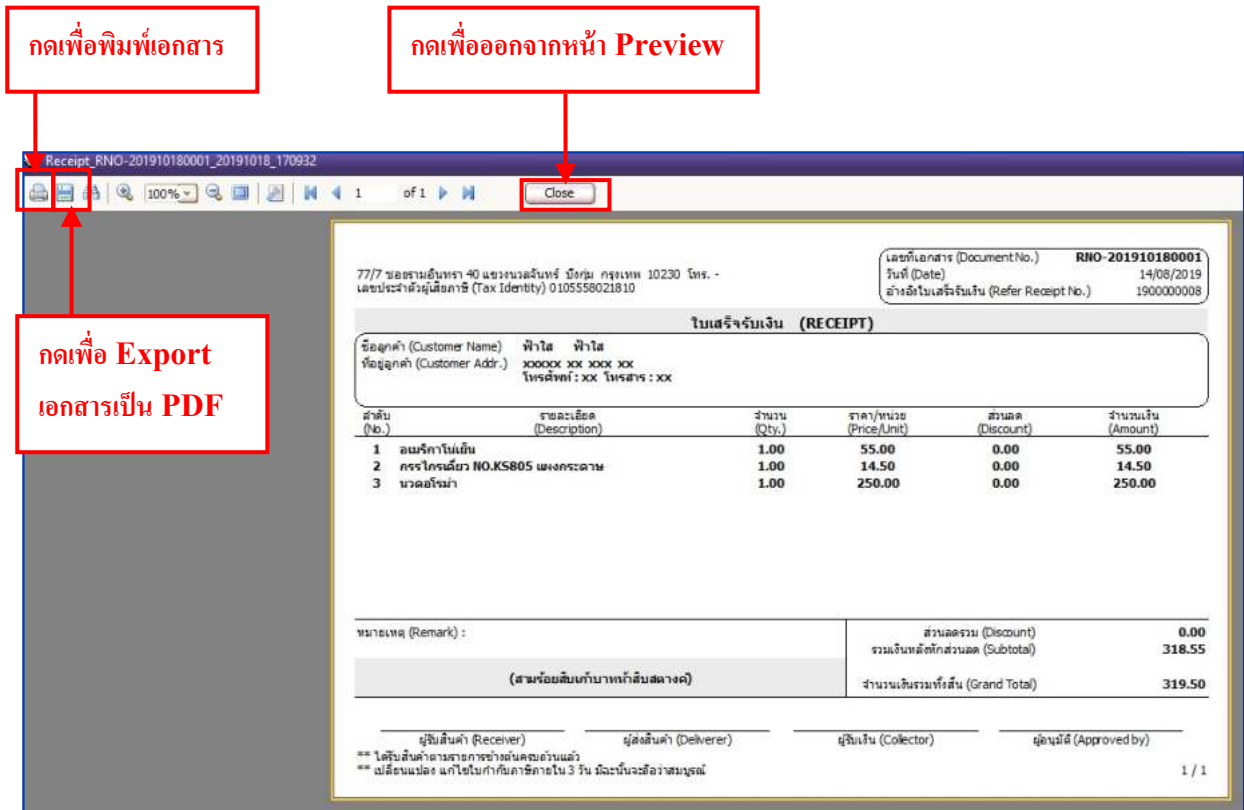 กดเพื่อพิมพ์เอกสาร
กดเพื่อออกจากหน้า Preview
Receipt_RNO-201910180001_20191018_170932
100%
1 of 1
Close
กดเพื่อ Export
เอกสารเป็น PDF
77/7 ซอยรามอินทรา 40 แขวงนวลจันทร์ บึงกุ่ม กรุงเทพ 10230 โทร. -
เลขประจำตัวผู้เสียภาษี (Tax Identity) 0105558021810
เลขที่เอกสาร (Document No.) RNO-201910180001
วันที่ (Date) 14/08/2019
อ้างอิงใบเสร็จรับเงิน (Refer Receipt No.) 1900000008
ใบเสร็จรับเงิน (RECEIPT)
ชื่อลูกค้า (Customer Name) ฟ้าใส ฟ้าใส
ที่อยู่ลูกค้า (Customer Addr.) xxxxx xx xxx xx
โทรศัพท์ : xx โทรสาร : xx
ลำดับ รายละเอียด จำนวน ราคา/หน่วย ส่วนลด จำนวนเงิน
(No.) (Description) (Qty.) (Price/Unit) (Discount) (Amount)
1 อเมริกาโน่เย็น 1.00 55.00 0.00 55.00
2 กรรไกรเดี่ยว NO.KS805 แผงกระดาษ 1.00 14.50 0.00 14.50
3 นวดอโรม่า 1.00 250.00 0.00 250.00
หมายเหตุ (Remark) :
ส่วนลดรวม (Discount) 0.00
รวมเงินหลังหักส่วนลด (Subtotal) 318.55
(สามร้อยสิบเก้าบาทห้าสิบสตางค์)
จำนวนเงินรวมทั้งสิ้น (Grand Total) 319.50
ผู้รับสินค้า (Receiver) ผู้ส่งสินค้า (Deliverer) ผู้รับเงิน (Collector) ผู้อนุมัติ (Approved by)
** ได้รับสินค้าตามรายการข้างต้นครบถ้วนแล้ว
** เปลี่ยนแปลง แก้ไขใบกำกับภาษีภายใน 3 วัน มิฉะนั้นจะถือว่าสมบูรณ์
1 / 1